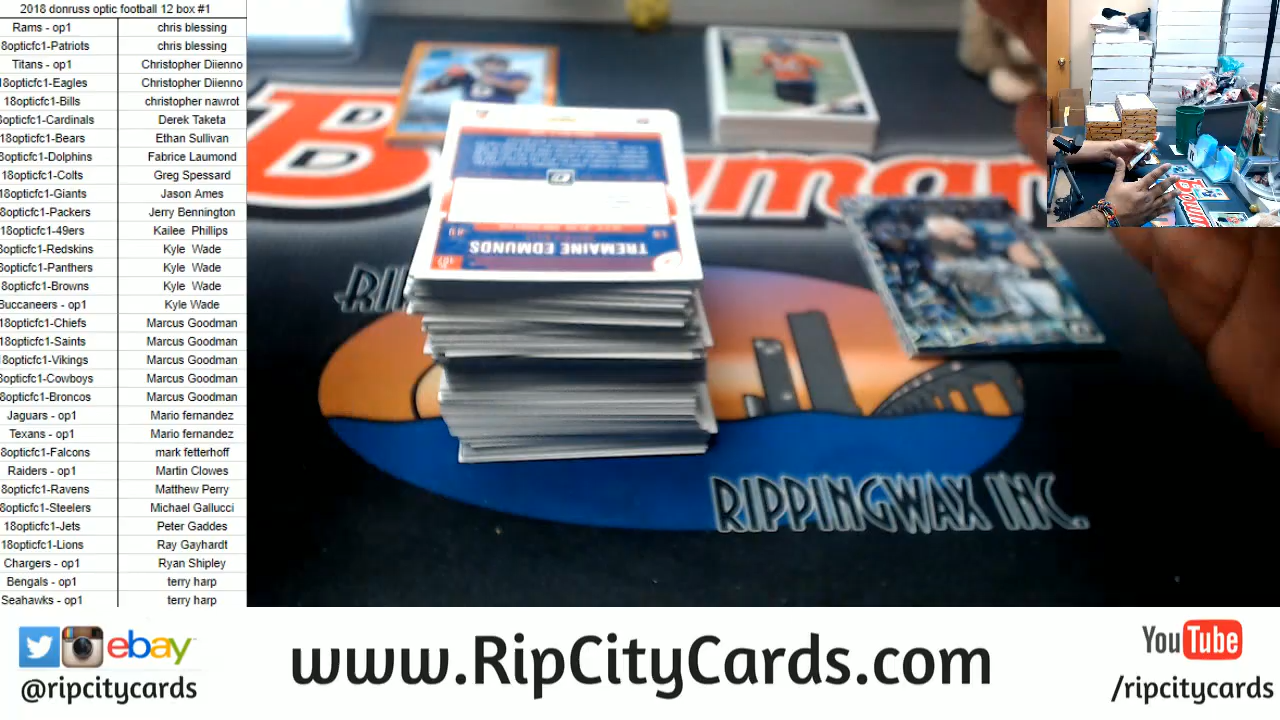 2018 donruss optic football 12 box #1
Rams - op1 chris blessing
8opticfc1-Patriots chris blessing
Titans - op1 Christopher Diienno
18opticfc1-Eagles Christopher Diienno
18opticfc1-Bills christopher nawrot
8opticfc1-Cardinals Derek Taketa
18opticfc1-Bears Ethan Sullivan
8opticfc1-Dolphins Fabrice Laumond
18opticfc1-Colts Greg Spessard
18opticfc1-Giants Jason Ames
8opticfc1-Packers Jerry Bennington
18opticfc1-49ers Kailee Phillips
8opticfc1-Redskins Kyle Wade
8opticfc1-Panthers Kyle Wade
8opticfc1-Browns Kyle Wade
Buccaneers - op1 Kyle Wade
18opticfc1-Chiefs Marcus Goodman
18opticfc1-Saints Marcus Goodman
18opticfc1-Vikings Marcus Goodman
8opticfc1-Cowboys Marcus Goodman
8opticfc1-Broncos Marcus Goodman
Jaguars - op1 Mario fernandez
Texans - op1 Mario fernandez
8opticfc1-Falcons mark fetterhoff
Raiders - op1 Martin Clowes
8opticfc1-Ravens Matthew Perry
8opticfc1-Steelers Michael Gallucci
18opticfc1-Jets Peter Gaddes
18opticfc1-Lions Ray Gayhardt
Chargers - op1 Ryan Shipley
Bengals - op1 terry harp
Seahawks - op1 terry harp
TREMAINE EDMUNDS
RIPPINGWAX INC.
ebay
@ripcitycards
www.RipCityCards.com
YouTube
/ripcitycards